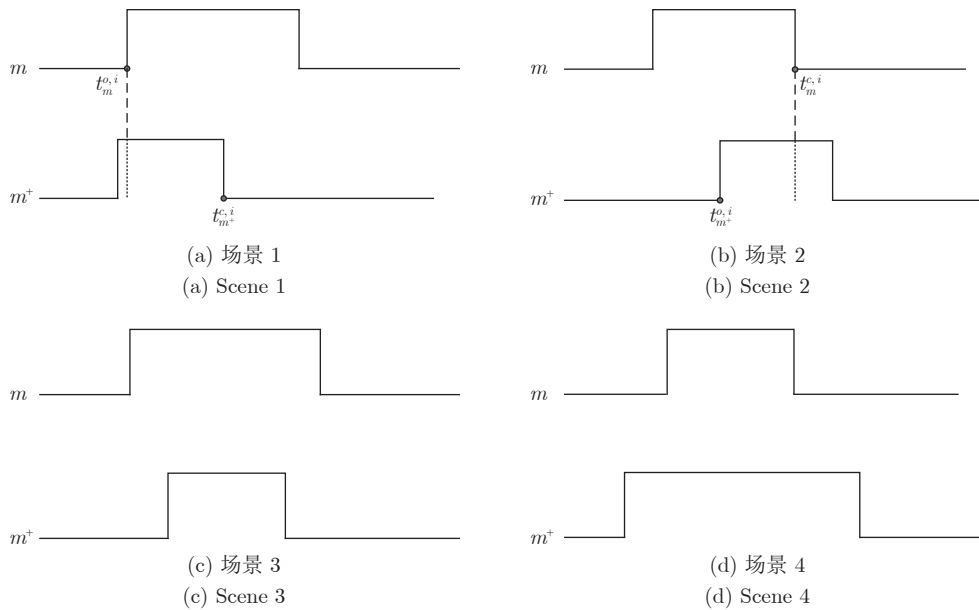 m
t_m^{o,i}
m⁺
t_{m⁺}^{c,i}
(a) 场景 1
(a) Scene 1
m
t_m^{c,i}
m⁺
t_{m⁺}^{o,i}
(b) 场景 2
(b) Scene 2
m
m⁺
(c) 场景 3
(c) Scene 3
m
m⁺
(d) 场景 4
(d) Scene 4